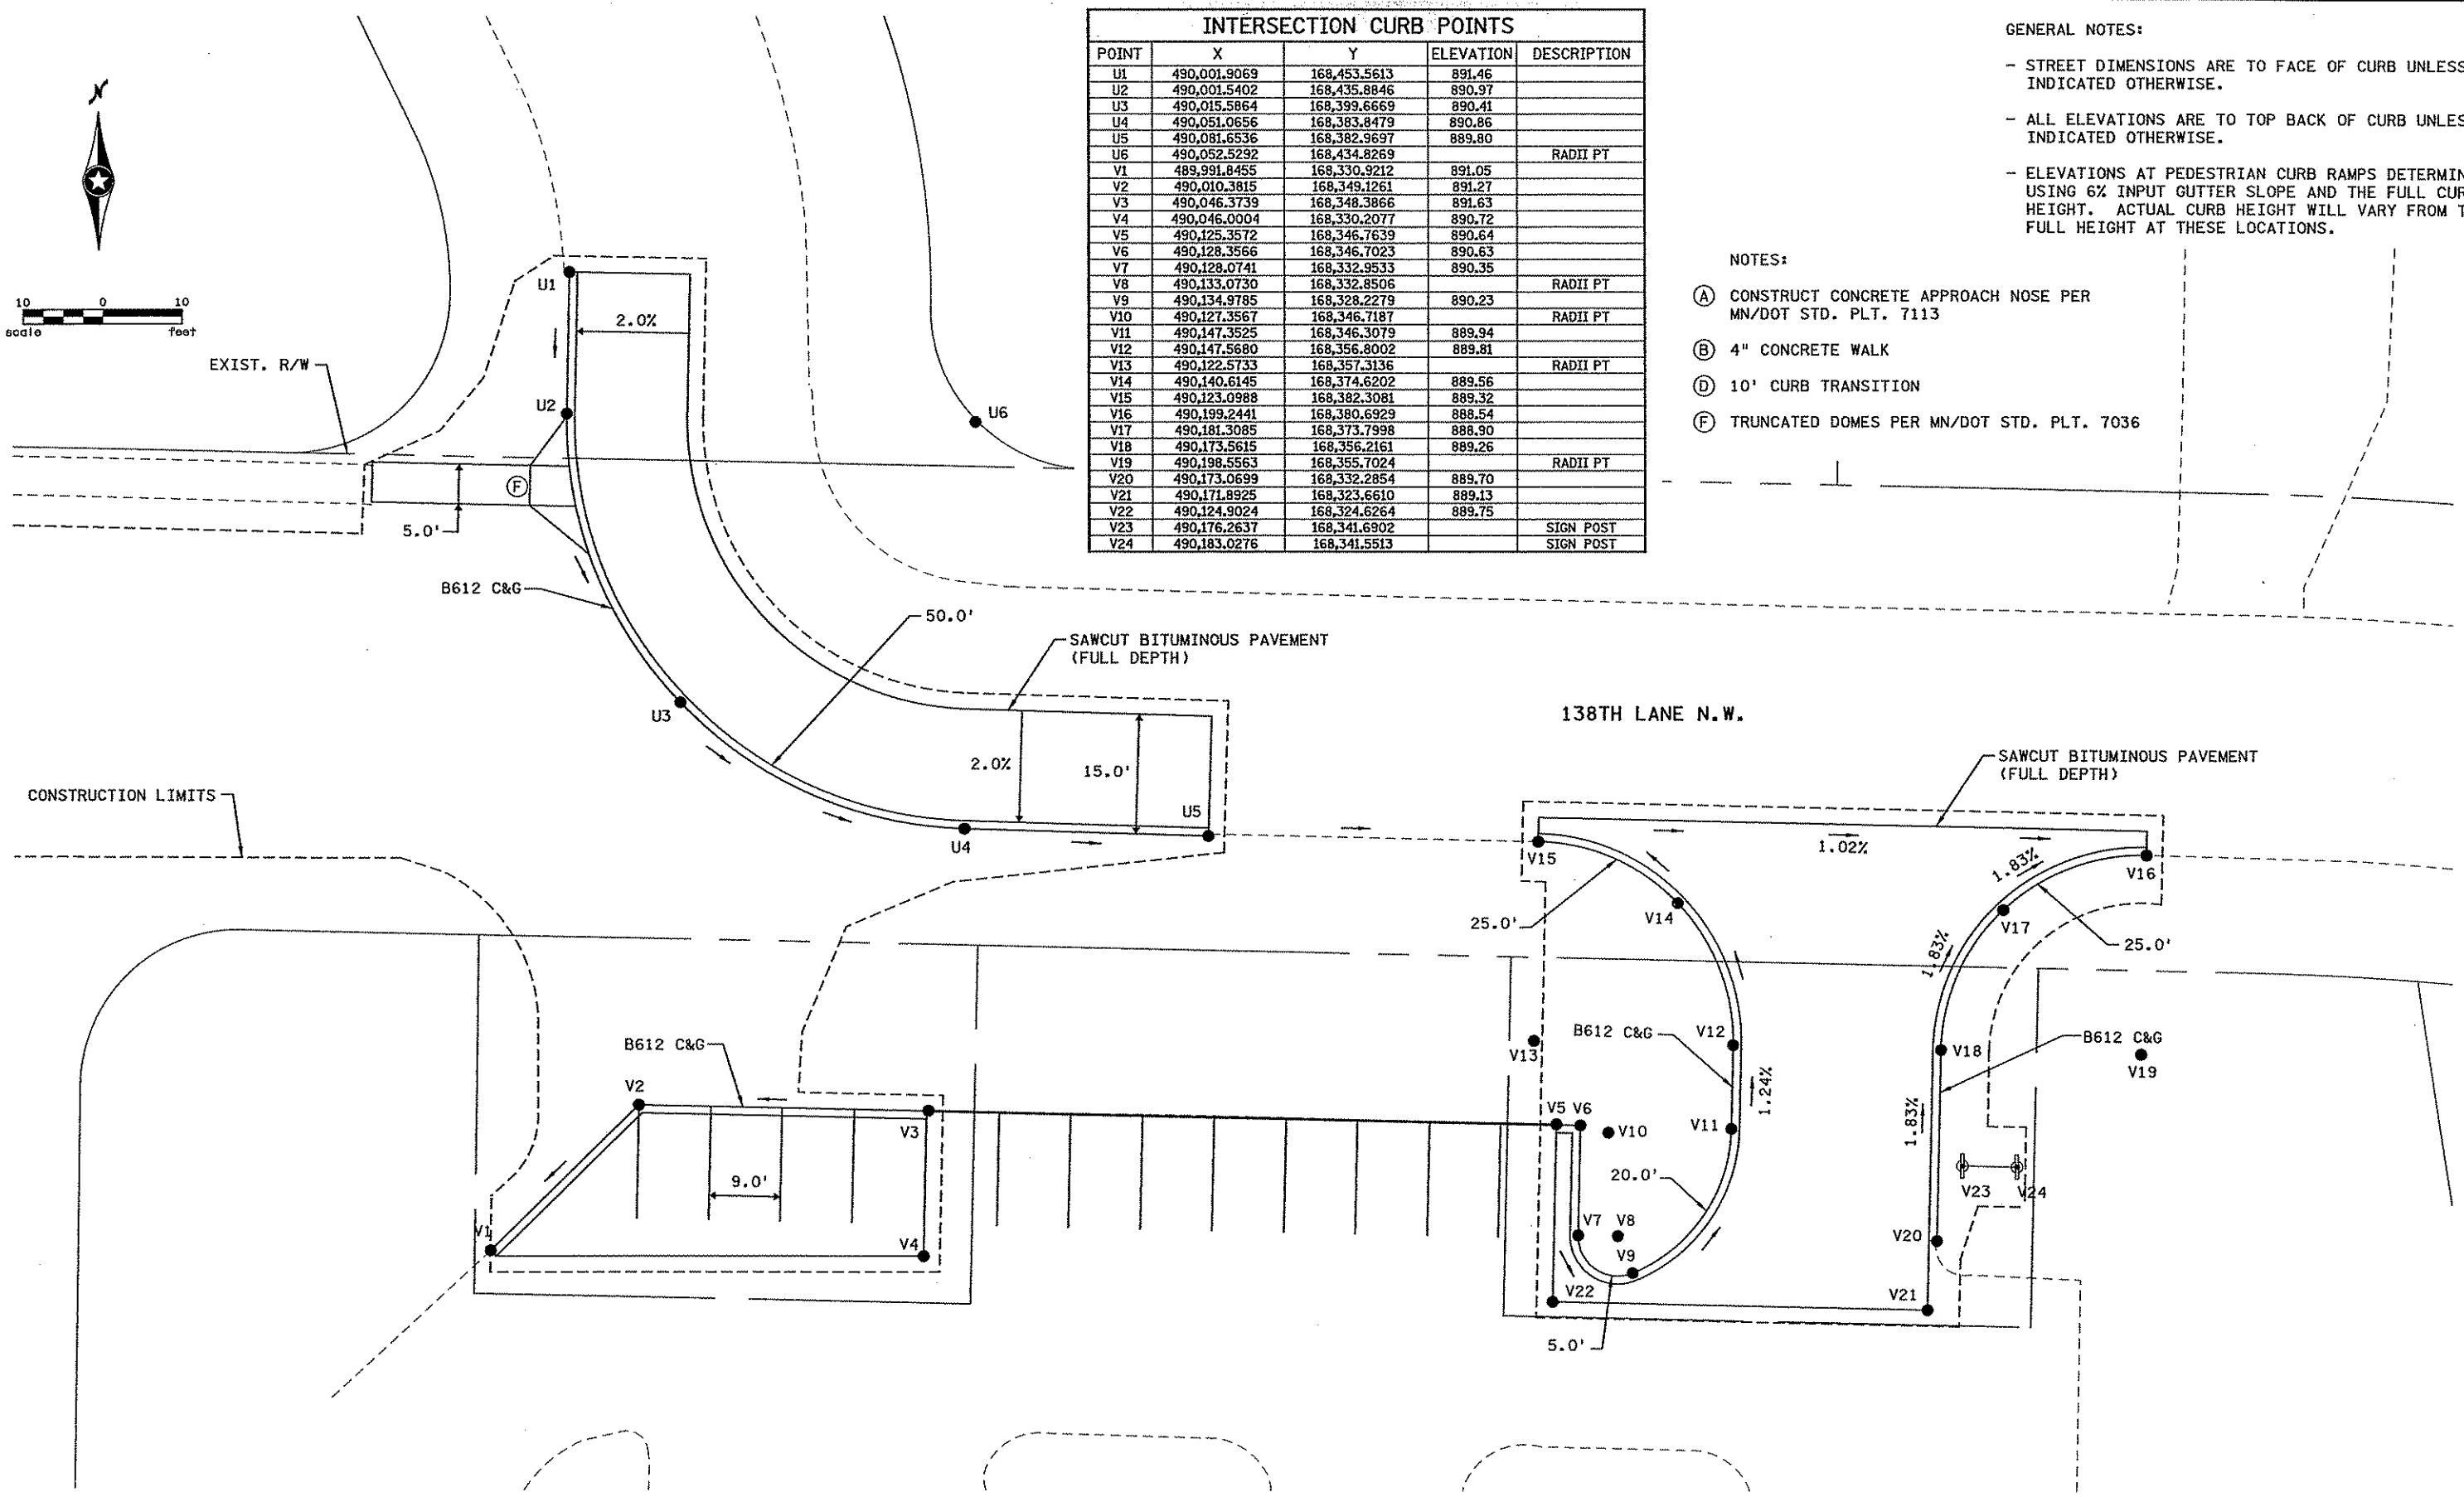 INTERSECTION CURB POINTS
POINT X Y ELEVATION DESCRIPTION
U1 490,001.9069 168,453.5613 891.46
U2 490,001.5402 168,435.8846 890.97
U3 490,015.5864 168,399.6669 890.41
U4 490,051.0656 168,383.8479 890.86
U5 490,081.6536 168,382.9697 889.80
U6 490,052.5292 168,434.8269 RADII PT
V1 489,991.8455 168,330.9212 891.05
V2 490,010.3815 168,349.1261 891.27
V3 490,046.3739 168,348.3866 891.63
V4 490,046.0004 168,330.2077 890.72
V5 490,125.3572 168,346.7639 890.64
V6 490,128.3566 168,346.7023 890.63
V7 490,128.0741 168,332.9533 890.35
V8 490,133.0730 168,332.8506 RADII PT
V9 490,134.9785 168,328.2279 890.23
V10 490,127.3567 168,346.7187 RADII PT
V11 490,147.3525 168,346.3079 889.94
V12 490,147.5680 168,356.8002 889.81
V13 490,122.5733 168,357.3136 RADII PT
V14 490,140.6145 168,374.6202 889.56
V15 490,123.0988 168,382.3081 889.32
V16 490,199.2441 168,380.6929 888.54
V17 490,181.3085 168,373.7998 888.90
V18 490,173.5615 168,356.2161 889.26
V19 490,198.5563 168,355.7024 RADII PT
V20 490,173.0699 168,332.2854 889.70
V21 490,171.8925 168,323.6610 889.13
V22 490,124.9024 168,324.6264 889.75
V23 490,176.2637 168,341.6902 SIGN POST
V24 490,183.0276 168,341.5513 SIGN POST
GENERAL NOTES:
- STREET DIMENSIONS ARE TO FACE OF CURB UNLESS
INDICATED OTHERWISE.
- ALL ELEVATIONS ARE TO TOP BACK OF CURB UNLES
INDICATED OTHERWISE.
- ELEVATIONS AT PEDESTRIAN CURB RAMPS DETERMIN
USING 6% INPUT GUTTER SLOPE AND THE FULL CUR
HEIGHT. ACTUAL CURB HEIGHT WILL VARY FROM T
FULL HEIGHT AT THESE LOCATIONS.
NOTES:
A CONSTRUCT CONCRETE APPROACH NOSE PER
MN/DOT STD. PLT. 7113
B 4" CONCRETE WALK
D 10' CURB TRANSITION
F TRUNCATED DOMES PER MN/DOT STD. PLT. 7036
N
10 0 10
scale feet
EXIST. R/W
U1
2.0%
U2
U6
F
5.0'
B612 C&G
50.0'
SAWCUT BITUMINOUS PAVEMENT
(FULL DEPTH)
U3
138TH LANE N.W.
2.0%
15.0'
SAWCUT BITUMINOUS PAVEMENT
(FULL DEPTH)
CONSTRUCTION LIMITS
U5
U4
V15
1.02%
1.83%
V16
V14
25.0'
V17
25.0'
1.83%
B612 C&G
V12
V13
B612 C&G
V18
B612 C&G
V19
V2
V3
V5 V6
V10
V11
1.24%
1.83%
9.0'
20.0'
V23 V24
V1
V4
V7 V8
V9
V20
V22
V21
5.0'